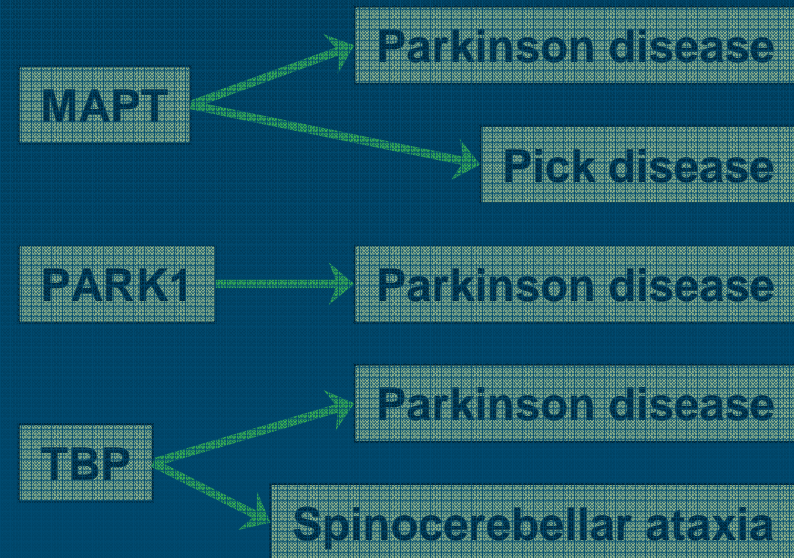 Parkinson disease
MAPT
Pick disease
PARK1
Parkinson disease
Parkinson disease
TBP
Spinocerebellar ataxia